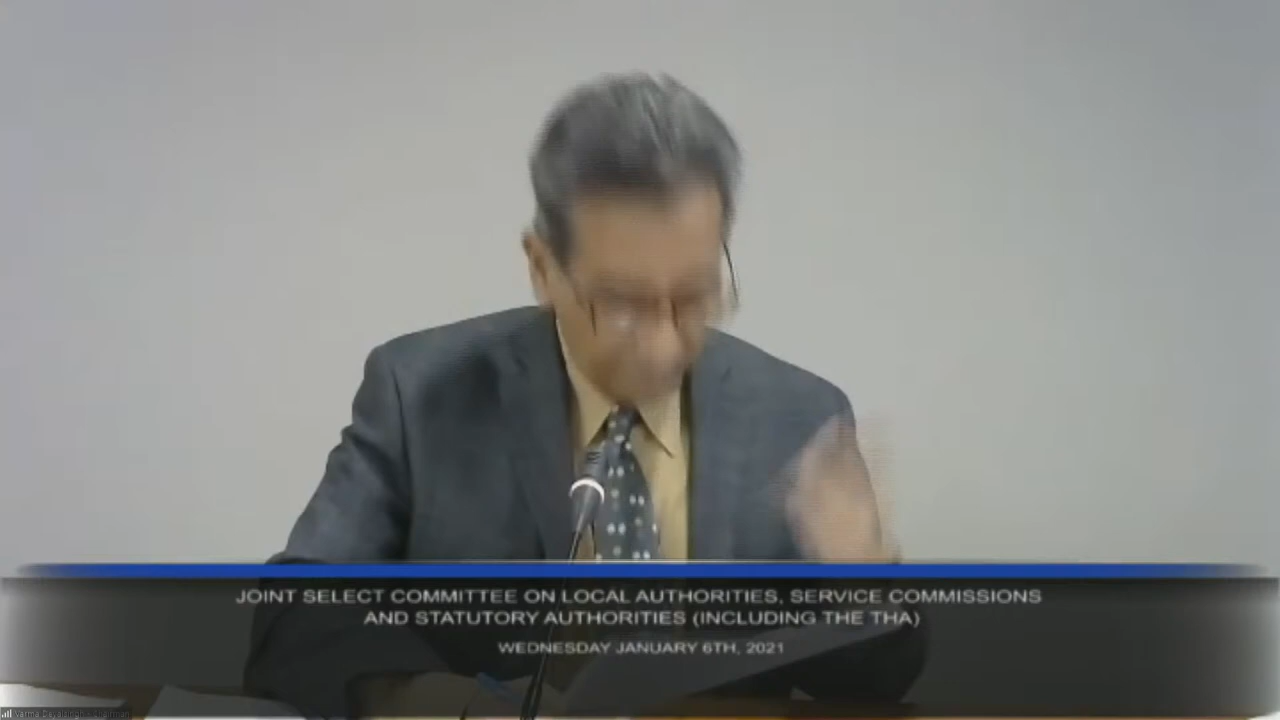 JOINT SELECT COMMITTEE ON LOCAL AUTHORITIES, SERVICE COMMISSIONS
AND STATUTORY AUTHORITIES (INCLUDING THE THA)
WEDNESDAY JANUARY 6TH, 2021